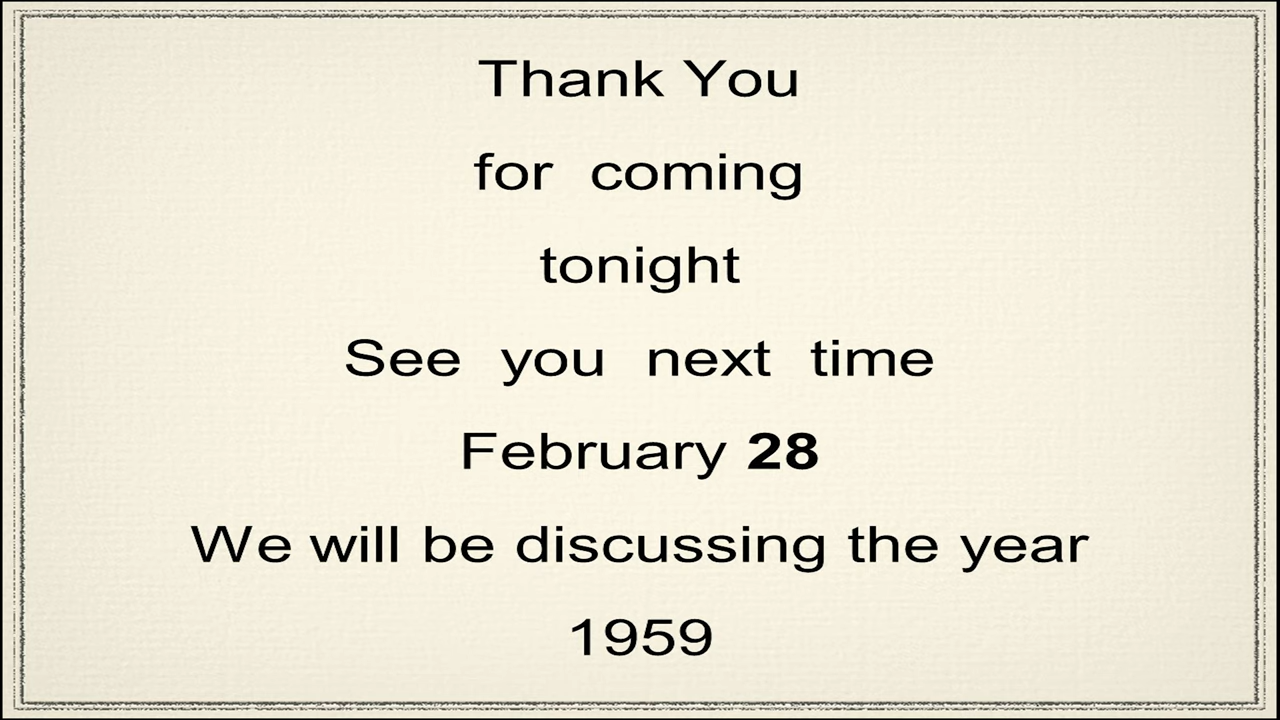 Thank You
for coming
tonight
See you next time
February 28
We will be discussing the year
1959